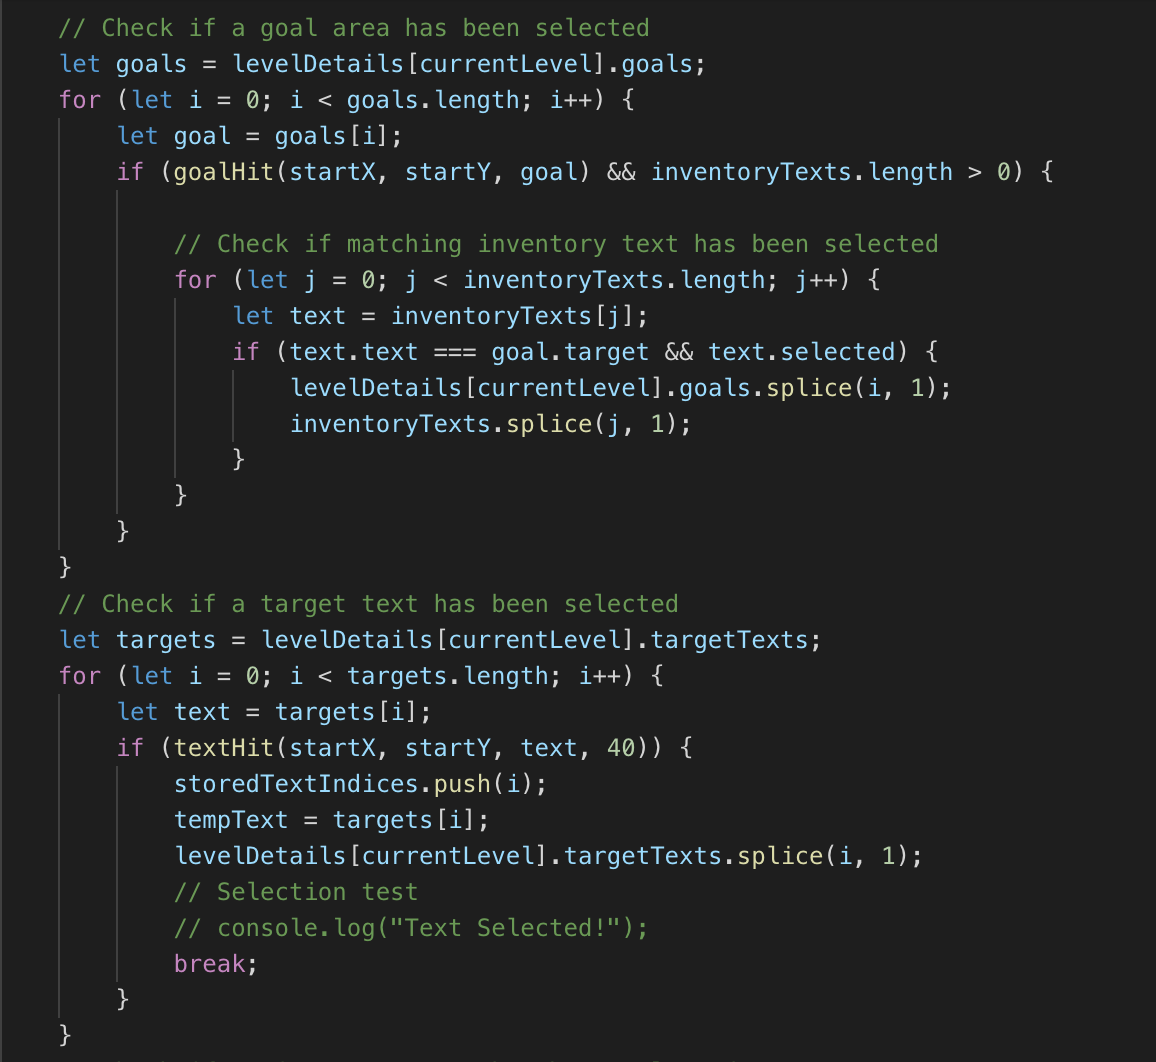 // Check if a goal area has been selected
let goals = levelDetails[currentLevel].goals;
for (let i = 0; i < goals.length; i++) {
    let goal = goals[i];
    if (goalHit(startX, startY, goal) && inventoryTexts.length > 0) {

        // Check if matching inventory text has been selected
        for (let j = 0; j < inventoryTexts.length; j++) {
            let text = inventoryTexts[j];
            if (text.text === goal.target && text.selected) {
                levelDetails[currentLevel].goals.splice(i, 1);
                inventoryTexts.splice(j, 1);
            }
        }
    }
}
// Check if a target text has been selected
let targets = levelDetails[currentLevel].targetTexts;
for (let i = 0; i < targets.length; i++) {
    let text = targets[i];
    if (textHit(startX, startY, text, 40)) {
        storedTextIndices.push(i);
        tempText = targets[i];
        levelDetails[currentLevel].targetTexts.splice(i, 1);
        // Selection test
        // console.log("Text Selected!");
        break;
    }
}